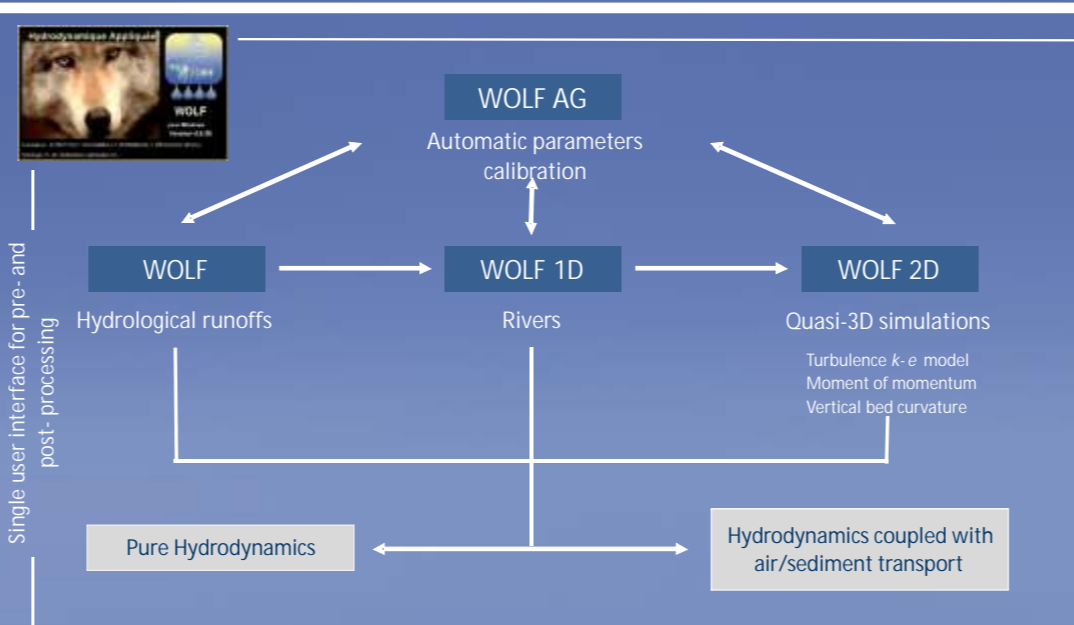 Hydrodynamique Appliquée
WOLF
WOLF AG
Automatic parameters
calibration
WOLF
WOLF 1D
WOLF 2D
Hydrological runoffs
Rivers
Quasi-3D simulations
Turbulence k- e model
Moment of momentum
Vertical bed curvature
Single user interface for pre- and
post- processing
Pure Hydrodynamics
Hydrodynamics coupled with
air/sediment transport